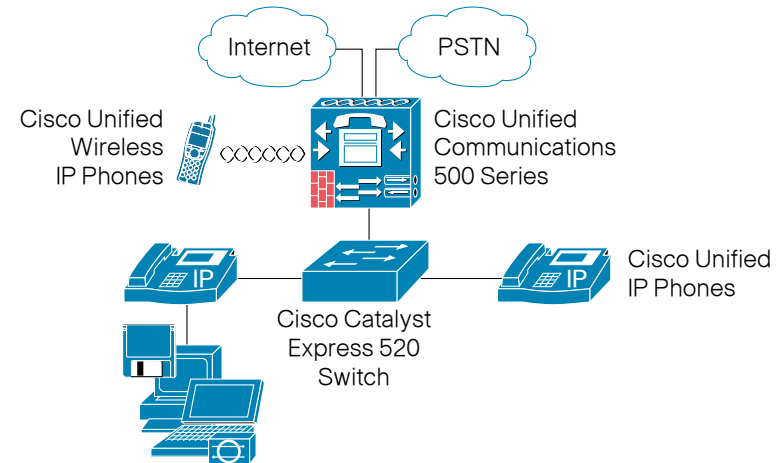 Internet
PSTN
Cisco Unified
Wireless
IP Phones
Cisco Unified
Communications
500 Series
IP
IP
Cisco Unified
IP Phones
Cisco Catalyst
Express 520
Switch